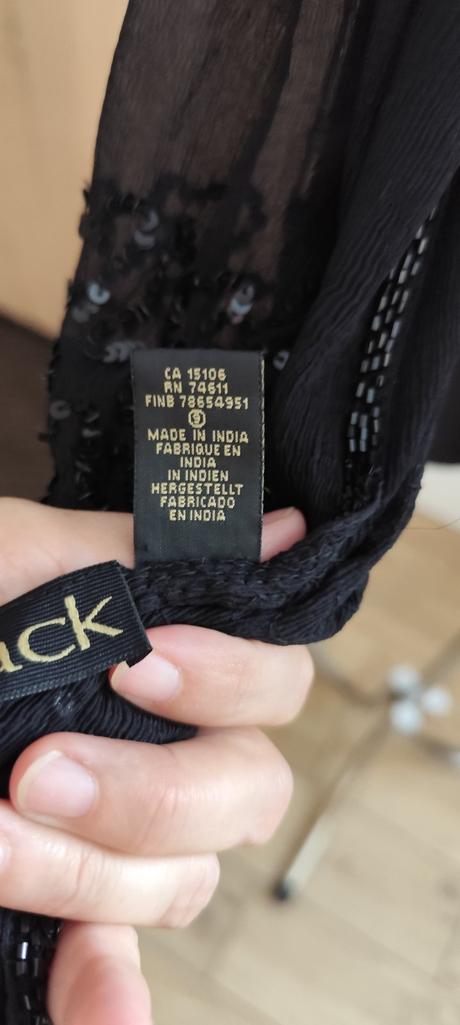 CA 15106
RN 74611
FINB 78654951
9
MADE IN INDIA
FABRIQUE EN
INDIA
IN INDIEN
HERGESTELLT
FABRICADO
EN INDIA
ack